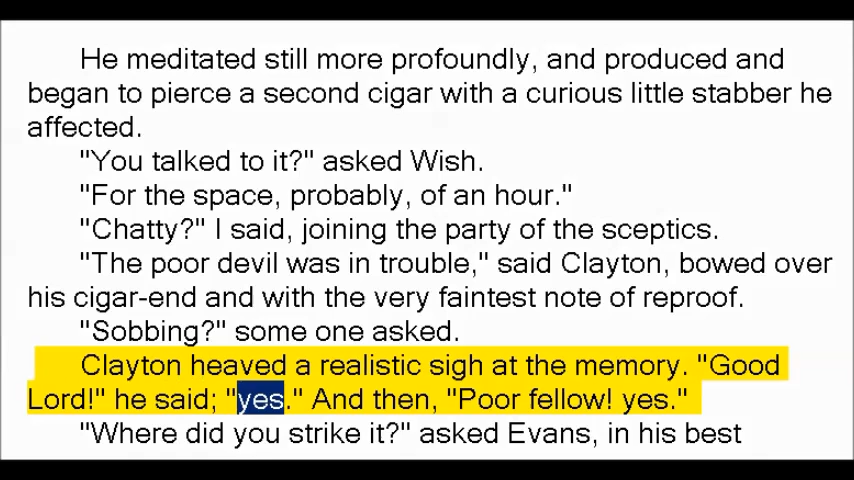 He meditated still more profoundly, and produced and
began to pierce a second cigar with a curious little stabber he
affected.
"You talked to it?" asked Wish.
"For the space, probably, of an hour."
"Chatty?" I said, joining the party of the sceptics.
"The poor devil was in trouble," said Clayton, bowed over
his cigar-end and with the very faintest note of reproof.
"Sobbing?" some one asked.
Clayton heaved a realistic sigh at the memory. "Good
Lord!" he said; "yes." And then, "Poor fellow! yes."
"Where did you strike it?" asked Evans, in his best